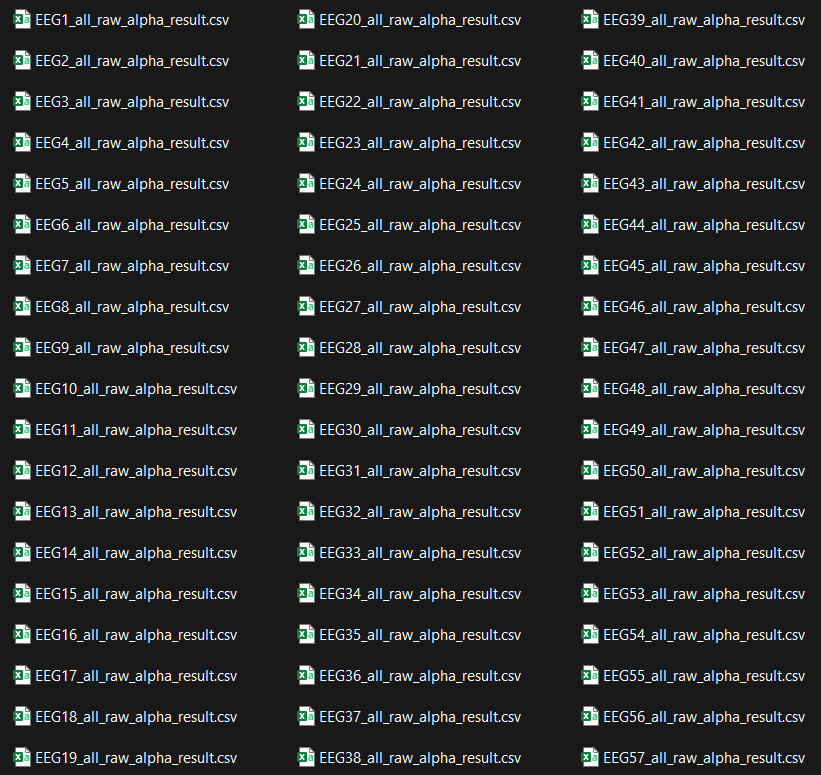 EEG1_all_raw_alpha_result.csv
EEG2_all_raw_alpha_result.csv
EEG3_all_raw_alpha_result.csv
EEG4_all_raw_alpha_result.csv
EEG5_all_raw_alpha_result.csv
EEG6_all_raw_alpha_result.csv
EEG7_all_raw_alpha_result.csv
EEG8_all_raw_alpha_result.csv
EEG9_all_raw_alpha_result.csv
EEG10_all_raw_alpha_result.csv
EEG11_all_raw_alpha_result.csv
EEG12_all_raw_alpha_result.csv
EEG13_all_raw_alpha_result.csv
EEG14_all_raw_alpha_result.csv
EEG15_all_raw_alpha_result.csv
EEG16_all_raw_alpha_result.csv
EEG17_all_raw_alpha_result.csv
EEG18_all_raw_alpha_result.csv
EEG19_all_raw_alpha_result.csv
EEG20_all_raw_alpha_result.csv
EEG21_all_raw_alpha_result.csv
EEG22_all_raw_alpha_result.csv
EEG23_all_raw_alpha_result.csv
EEG24_all_raw_alpha_result.csv
EEG25_all_raw_alpha_result.csv
EEG26_all_raw_alpha_result.csv
EEG27_all_raw_alpha_result.csv
EEG28_all_raw_alpha_result.csv
EEG29_all_raw_alpha_result.csv
EEG30_all_raw_alpha_result.csv
EEG31_all_raw_alpha_result.csv
EEG32_all_raw_alpha_result.csv
EEG33_all_raw_alpha_result.csv
EEG34_all_raw_alpha_result.csv
EEG35_all_raw_alpha_result.csv
EEG36_all_raw_alpha_result.csv
EEG37_all_raw_alpha_result.csv
EEG38_all_raw_alpha_result.csv
EEG39_all_raw_alpha_result.csv
EEG40_all_raw_alpha_result.csv
EEG41_all_raw_alpha_result.csv
EEG42_all_raw_alpha_result.csv
EEG43_all_raw_alpha_result.csv
EEG44_all_raw_alpha_result.csv
EEG45_all_raw_alpha_result.csv
EEG46_all_raw_alpha_result.csv
EEG47_all_raw_alpha_result.csv
EEG48_all_raw_alpha_result.csv
EEG49_all_raw_alpha_result.csv
EEG50_all_raw_alpha_result.csv
EEG51_all_raw_alpha_result.csv
EEG52_all_raw_alpha_result.csv
EEG53_all_raw_alpha_result.csv
EEG54_all_raw_alpha_result.csv
EEG55_all_raw_alpha_result.csv
EEG56_all_raw_alpha_result.csv
EEG57_all_raw_alpha_result.csv